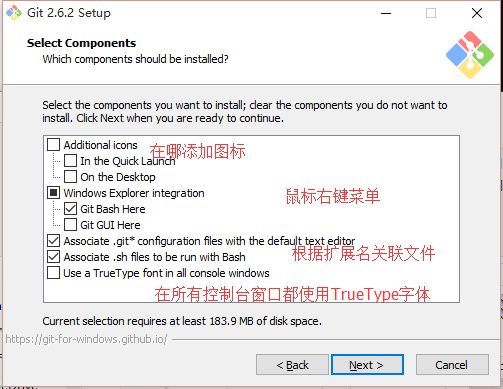 Git 2.6.2 Setup
Select Components
Which components should be installed?
Select the components you want to install; clear the components you do not want to
install. Click Next when you are ready to continue.
Additional icons
在哪添加图标
In the Quick Launch
On the Desktop
Windows Explorer integration
鼠标右键菜单
Git Bash Here
Git GUI Here
Associate .git* configuration files with the default text editor
根据扩展名关联文件
Associate .sh files to be run with Bash
Use a TrueType font in all console windows
在所有控制台窗口都使用TrueType字体
Current selection requires at least 183.9 MB of disk space.
https://git-for-windows.github.io/
< Back
Next >
Cancel